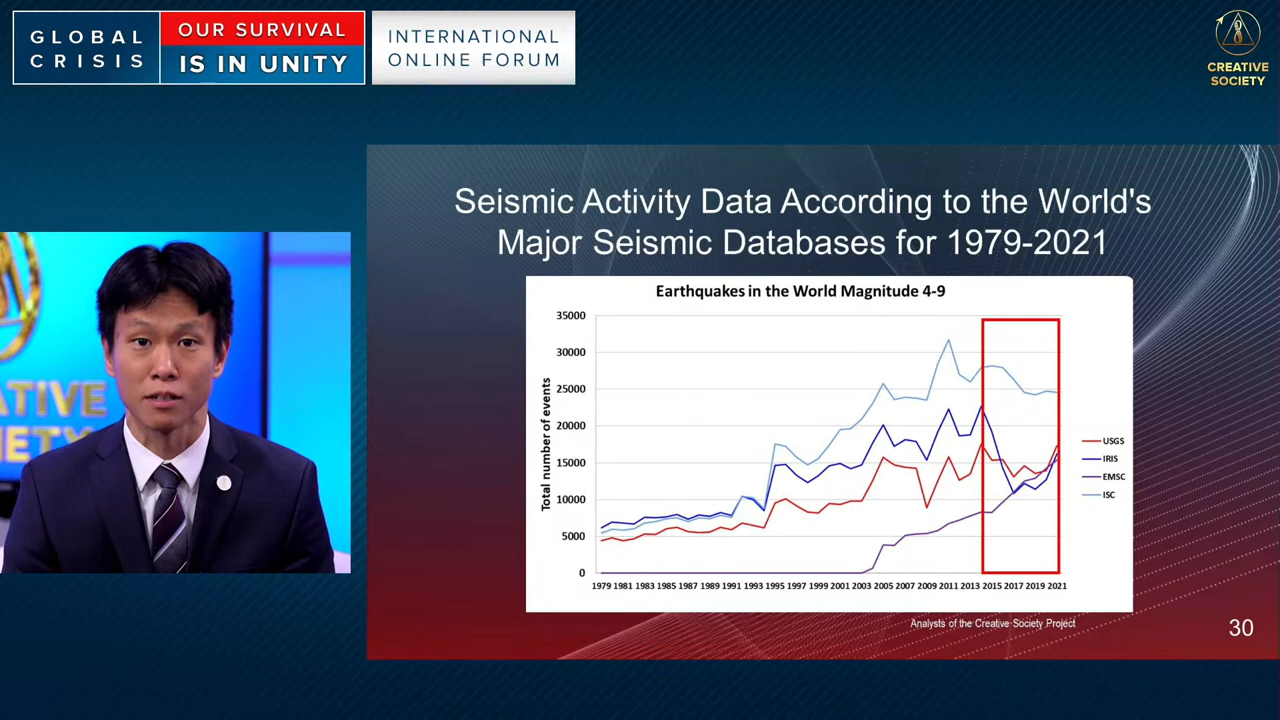 GLOBAL
CRISIS
OUR SURVIVAL
IS IN UNITY
INTERNATIONAL
ONLINE FORUM
CREATIVE
SOCIETY
Seismic Activity Data According to the World's
Major Seismic Databases for 1979-2021
Earthquakes in the World Magnitude 4-9
Total number of events
35000
30000
25000
20000
15000
10000
5000
0
1979 1981 1983 1985 1987 1989 1991 1993 1995 1997 1999 2001 2003 2005 2007 2009 2011 2013 2015 2017 2019 2021
USGS
IRIS
EMSC
ISC
Analysts of the Creative Society Project
30
ATIVE